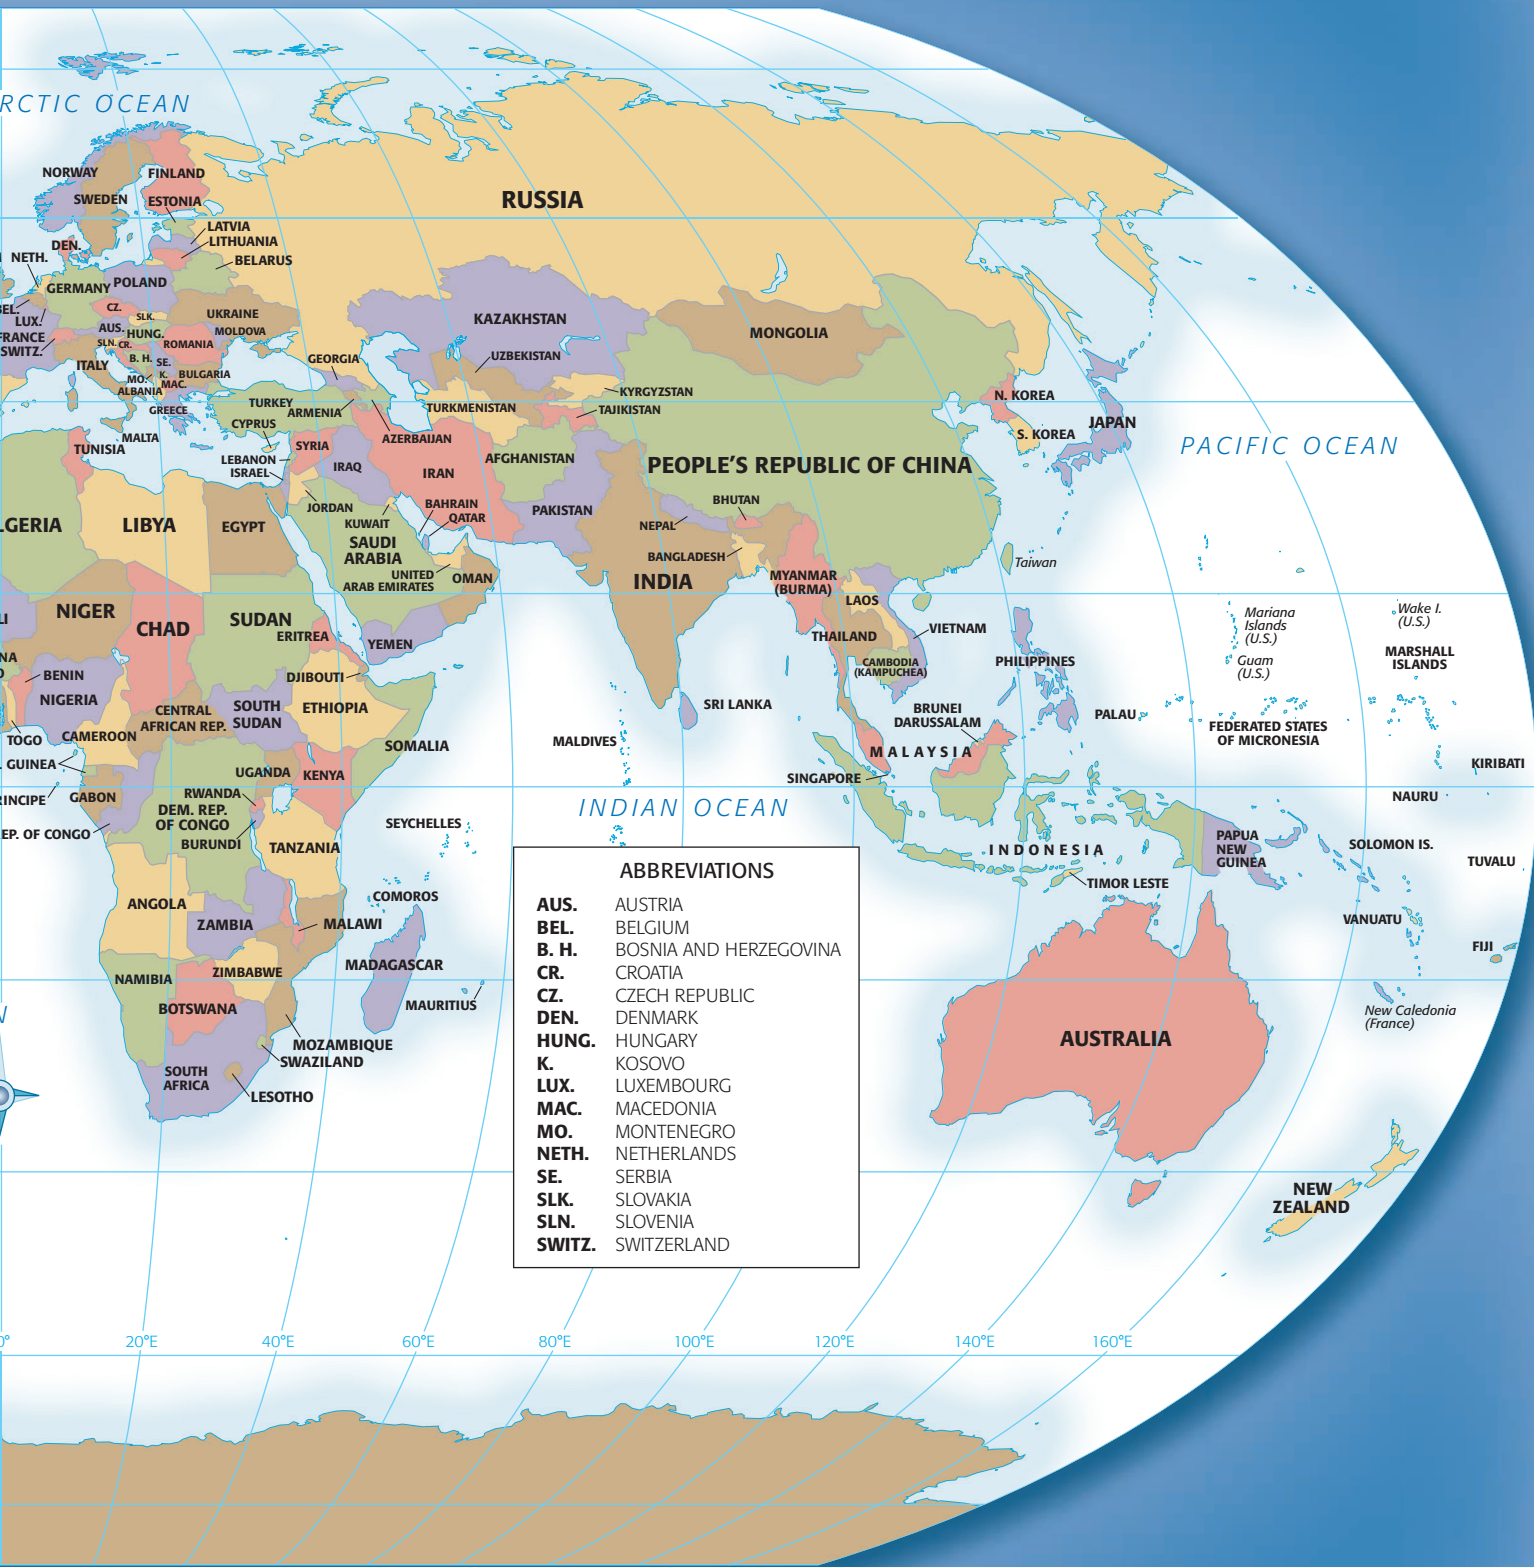 RCTIC OCEAN
NORWAY
FINLAND
SWEDEN
ESTONIA
RUSSIA
LATVIA
LITHUANIA
DEN.
NETH.
BELARUS
GERMANY
POLAND
BEL.
CZ.
SLK.
UKRAINE
LUX.
AUS.
HUNG.
MOLDOVA
FRANCE
SLN.
CR.
ROMANIA
SWITZ.
B. H.
SE.
ITALY
K.
BULGARIA
MO.
MAC.
ALBANIA
GREECE
GEORGIA
KAZAKHSTAN
MONGOLIA
UZBEKISTAN
KYRGYZSTAN
TURKEY
ARMENIA
TURKMENISTAN
TAJIKISTAN
N. KOREA
CYPRUS
AZERBAIJAN
JAPAN
S. KOREA
MALTA
TUNISIA
SYRIA
LEBANON
ISRAEL
IRAQ
IRAN
AFGHANISTAN
PEOPLE'S REPUBLIC OF CHINA
PACIFIC OCEAN
LGERIA
LIBYA
EGYPT
JORDAN
KUWAIT
BAHRAIN
QATAR
PAKISTAN
NEPAL
BHUTAN
SAUDI
ARABIA
BANGLADESH
Taiwan
UNITED
ARAB EMIRATES
OMAN
INDIA
MYANMAR
(BURMA)
LAOS
LI
NIGER
CHAD
SUDAN
ERITREA
YEMEN
THAILAND
VIETNAM
Mariana
Islands
(U.S.)
Wake I.
(U.S.)
NA
BENIN
DJIBOUTI
CAMBODIA
(KAMPUCHEA)
PHILIPPINES
Guam
(U.S.)
MARSHALL
ISLANDS
NIGERIA
CENTRAL
AFRICAN REP.
SOUTH
SUDAN
ETHIOPIA
SRI LANKA
BRUNEI
DARUSSALAM
PALAU
FEDERATED STATES
OF MICRONESIA
TOGO
CAMEROON
SOMALIA
MALDIVES
MALAYSIA
. GUINEA
UGANDA
KENYA
SINGAPORE
KIRIBATI
RINCIPE
GABON
RWANDA
INDIAN OCEAN
NAURU
EP. OF CONGO
DEM. REP.
OF CONGO
BURUNDI
TANZANIA
SEYCHELLES
INDONESIA
PAPUA
NEW
GUINEA
SOLOMON IS.
TUVALU
TIMOR LESTE
COMOROS
ANGOLA
ZAMBIA
MALAWI
VANUATU
FIJI
NAMIBIA
ZIMBABWE
MADAGASCAR
BOTSWANA
MAURITIUS
New Caledonia
(France)
N
MOZAMBIQUE
SWAZILAND
AUSTRALIA
SOUTH
AFRICA
LESOTHO
NEW
ZEALAND
ABBREVIATIONS
AUS. AUSTRIA
BEL. BELGIUM
B. H. BOSNIA AND HERZEGOVINA
CR. CROATIA
CZ. CZECH REPUBLIC
DEN. DENMARK
HUNG. HUNGARY
K. KOSOVO
LUX. LUXEMBOURG
MAC. MACEDONIA
MO. MONTENEGRO
NETH. NETHERLANDS
SE. SERBIA
SLK. SLOVAKIA
SLN. SLOVENIA
SWITZ. SWITZERLAND
0° 20°E 40°E 60°E 80°E 100°E 120°E 140°E 160°E